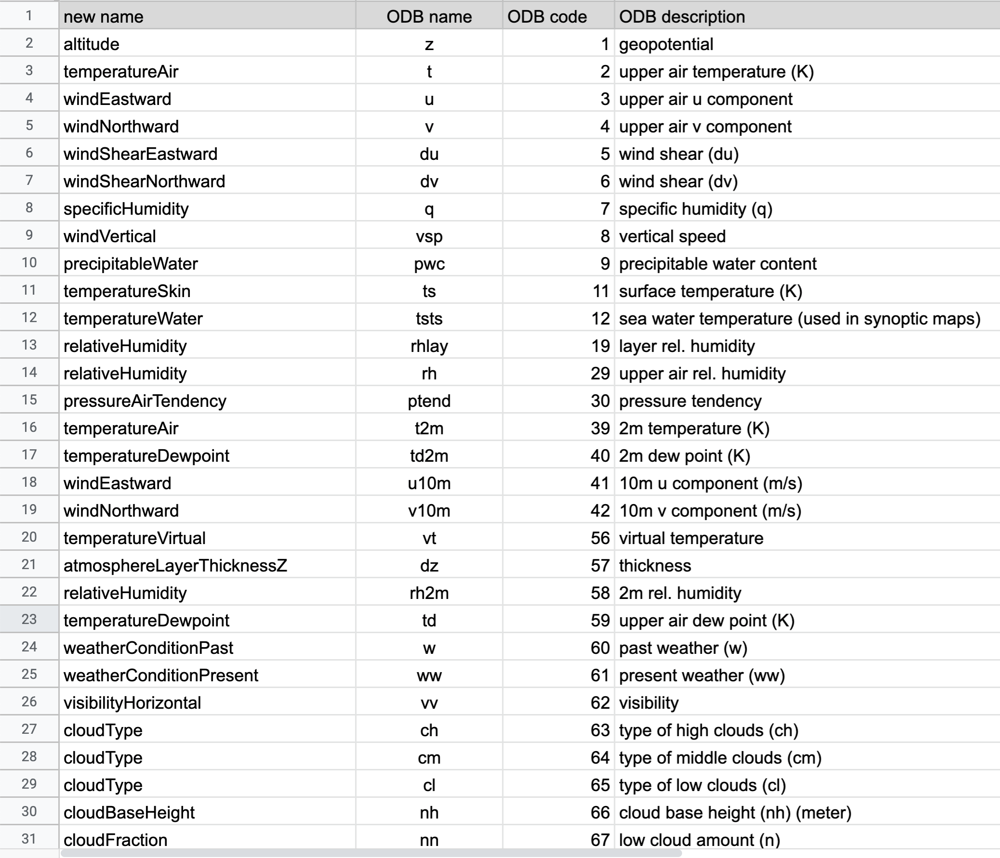 1 new name ODB name ODB code ODB description
2 altitude z 1 geopotential
3 temperatureAir t 2 upper air temperature (K)
4 windEastward u 3 upper air u component
5 windNorthward v 4 upper air v component
6 windShearEastward du 5 wind shear (du)
7 windShearNorthward dv 6 wind shear (dv)
8 specificHumidity q 7 specific humidity (q)
9 windVertical vsp 8 vertical speed
10 precipitableWater pwc 9 precipitable water content
11 temperatureSkin ts 11 surface temperature (K)
12 temperatureWater tsts 12 sea water temperature (used in synoptic maps)
13 relativeHumidity rhlay 19 layer rel. humidity
14 relativeHumidity rh 29 upper air rel. humidity
15 pressureAirTendency ptend 30 pressure tendency
16 temperatureAir t2m 39 2m temperature (K)
17 temperatureDewpoint td2m 40 2m dew point (K)
18 windEastward u10m 41 10m u component (m/s)
19 windNorthward v10m 42 10m v component (m/s)
20 temperatureVirtual vt 56 virtual temperature
21 atmosphereLayerThicknessZ dz 57 thickness
22 relativeHumidity rh2m 58 2m rel. humidity
23 temperatureDewpoint td 59 upper air dew point (K)
24 weatherConditionPast w 60 past weather (w)
25 weatherConditionPresent ww 61 present weather (ww)
26 visibilityHorizontal vv 62 visibility
27 cloudType ch 63 type of high clouds (ch)
28 cloudType cm 64 type of middle clouds (cm)
29 cloudType cl 65 type of low clouds (cl)
30 cloudBaseHeight nh 66 cloud base height (nh) (meter)
31 cloudFraction nn 67 low cloud amount (n)